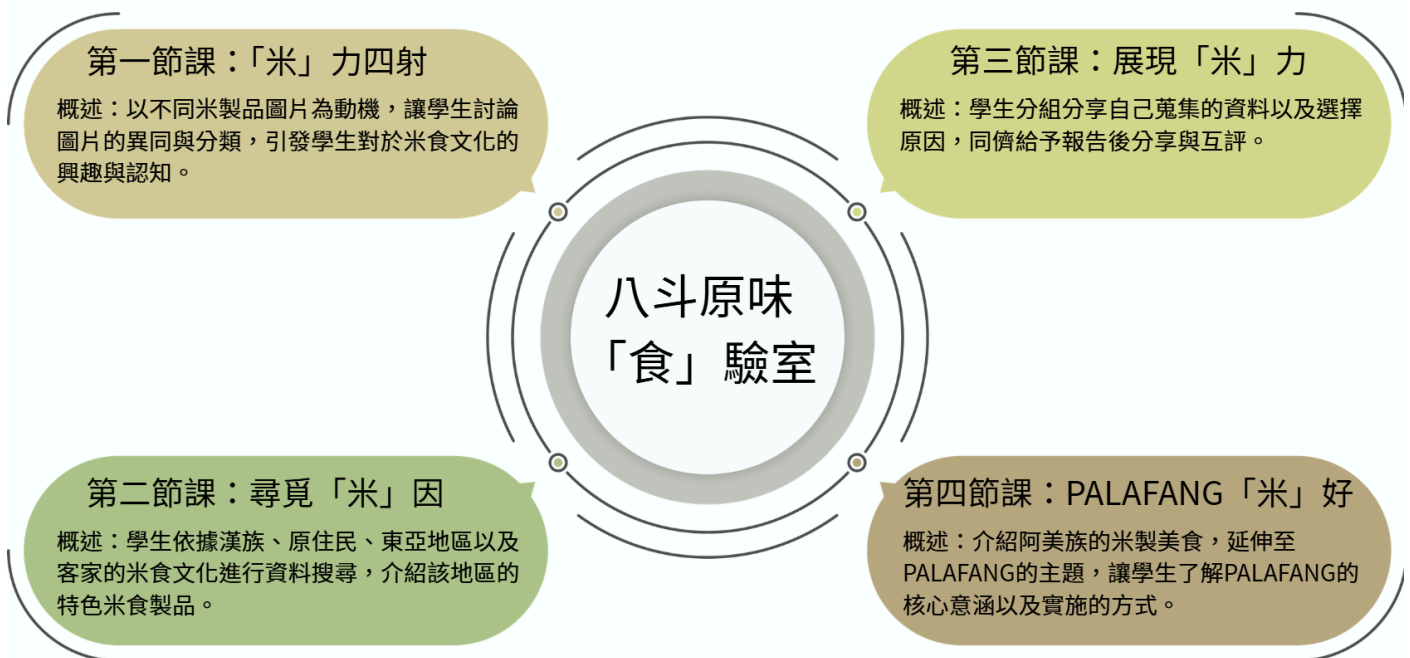 第一節課：「米」力四射
概述：以不同米製品圖片為動機，讓學生討論
圖片的異同與分類，引發學生對於米食文化的
興趣與認知。
第三節課：展現「米」力
概述：學生分組分享自己蒐集的資料以及選擇
原因，同儕給予報告後分享與互評。
八斗原味
「食」驗室
第二節課：尋覓「米」因
概述：學生依據漢族、原住民、東亞地區以及
客家的米食文化進行資料搜尋，介紹該地區的
特色米食製品。
第四節課：PALAFANG「米」好
概述：介紹阿美族的米製美食，延伸至
PALAFANG的主題，讓學生了解PALAFANG的
核心意涵以及實施的方式。